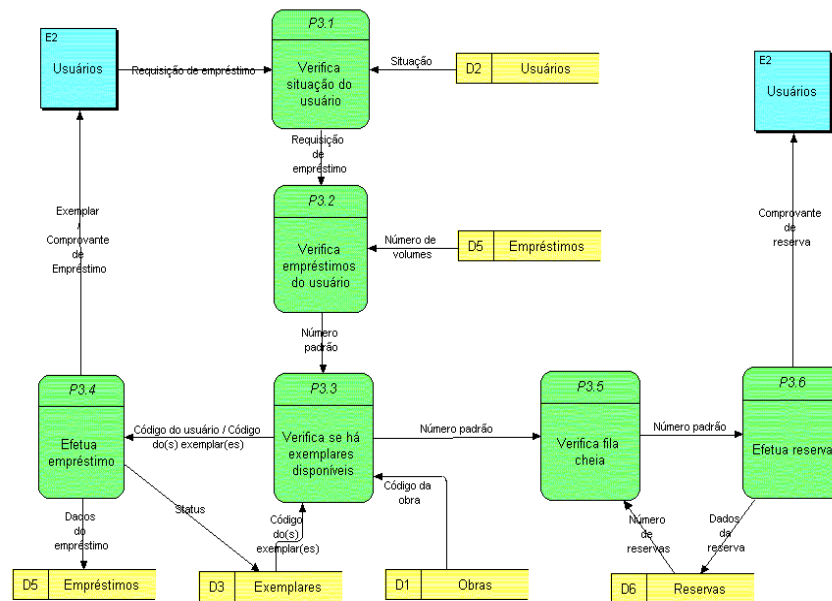 P3.1
E2
Usuários
Requisição de empréstimo
Verifica
situação do
usuário
Situação
D2 Usuários
E2
Usuários
Requisição
de
empréstimo
P3.2
Verifica
empréstimos
do usuário
Número de
volumes
D5 Empréstimos
Exemplar
/
Comprovante
de
Empréstimo
Comprovante
de
reserva
Número
padrão
P3.4
Efetua
empréstimo
Código do usuário / Código
do(s) exemplar(es)
P3.3
Verifica se há
exemplares
disponíveis
Número padrão
P3.5
Verifica fila
cheia
Número padrão
P3.6
Efetua reserva
Código da
obra
Dados
do
empréstimo
Status
Código
do(s)
exemplar(es)
Número
de
reservas
Dados
da
reserva
D5 Empréstimos
D3 Exemplares
D1 Obras
D6 Reservas